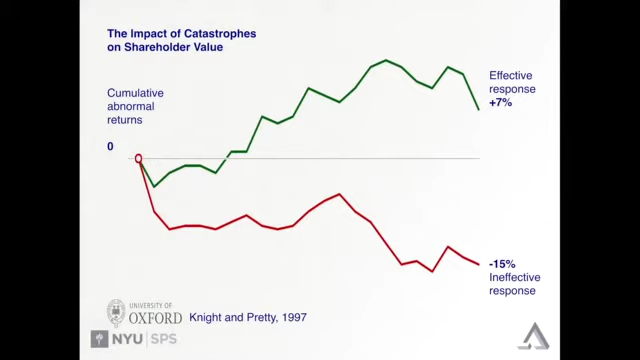 The Impact of Catastrophes
on Shareholder Value
Cumulative
abnormal
returns
0
Effective
response
+7%
-15%
Ineffective
response
UNIVERSITY OF
OXFORD
Knight and Pretty, 1997
NYU SPS